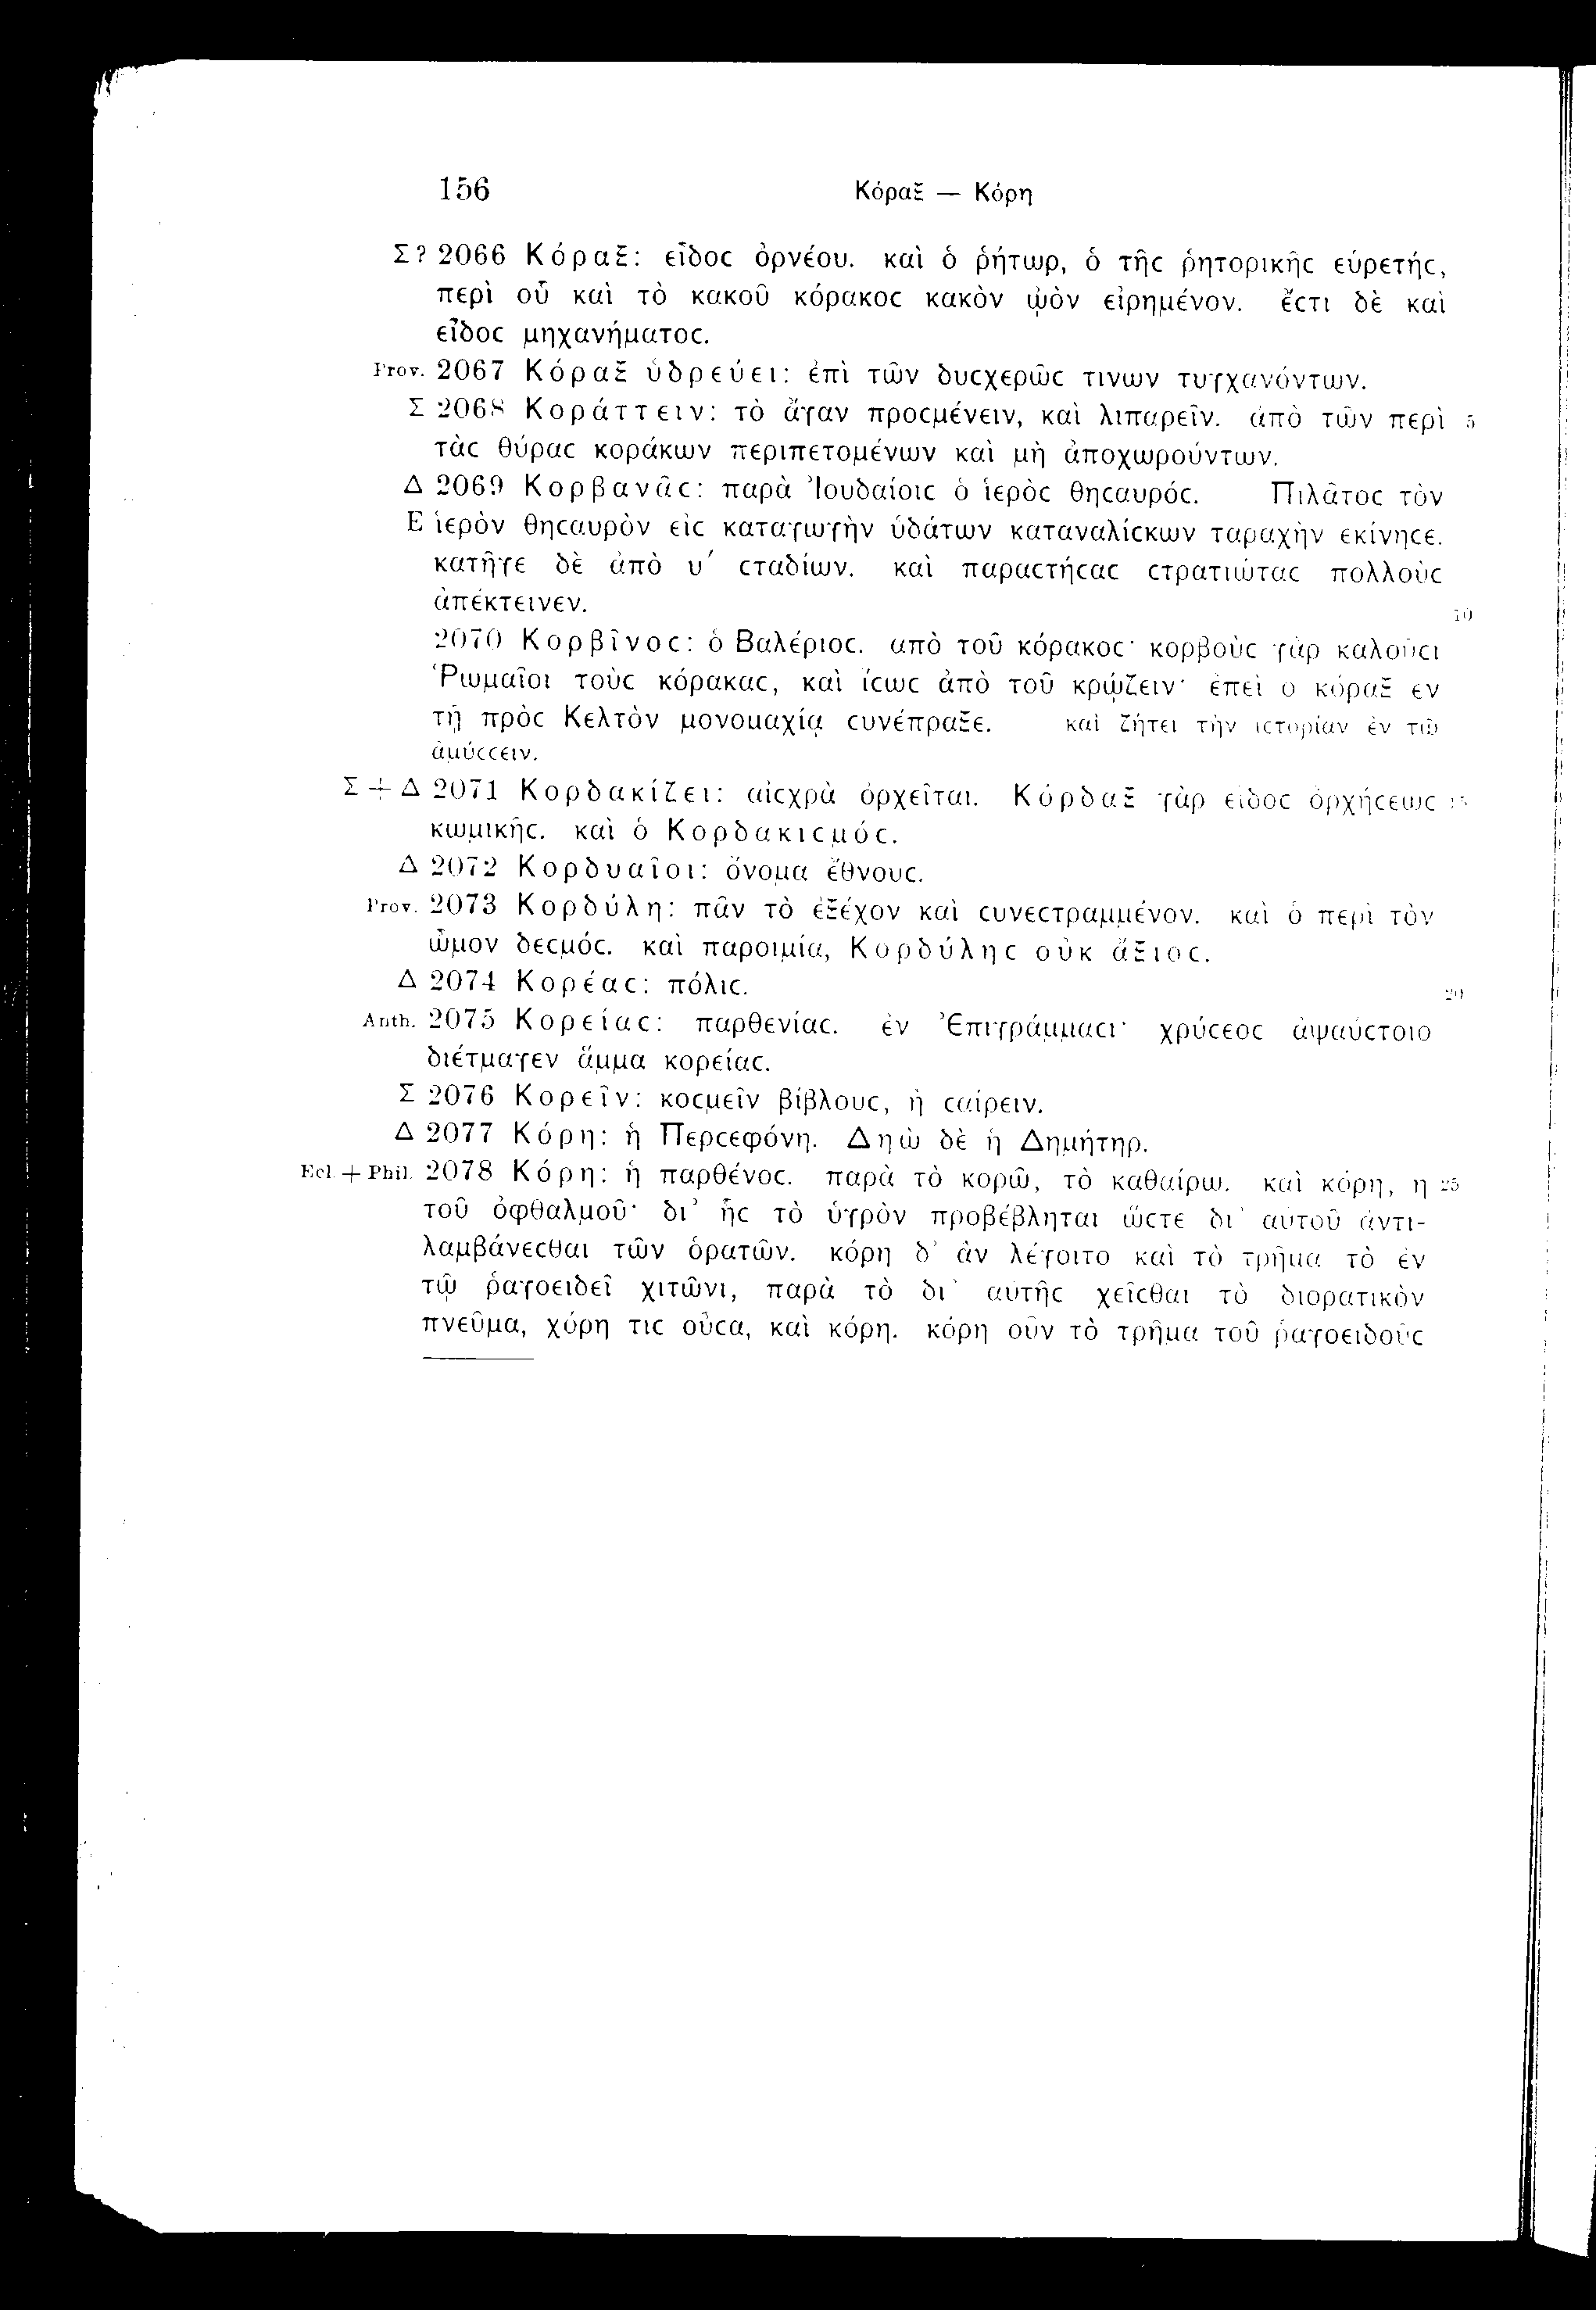 156 Κόραξ — Κόρη
Σ? 2066 Κόραξ: εἶδοϲ ὀρνέου. καὶ ὁ ῥήτωρ, ὁ τῆϲ ῥητορικῆϲ εὑρετήϲ,
περὶ οὗ καὶ τὸ κακοῦ κόρακοϲ κακὸν ᾠὸν εἰρημένον. ἔϲτι δὲ καὶ
εἶδοϲ μηχανήματοϲ.
Prov. 2067 Κόραξ ὑδρεύει: ἐπὶ τῶν δυϲχερῶϲ τινων τυγχανόντων.
Σ 2068 Κοράττειν: τὸ ἄγαν προϲμένειν, καὶ λιπαρεῖν. ἀπὸ τῶν περὶ 5
τὰϲ θύραϲ κοράκων περιπετομένων καὶ μὴ ἀποχωρούντων.
Δ 2069 Κορβανᾶϲ: παρὰ Ἰουδαίοιϲ ὁ ἱερὸϲ θηϲαυρόϲ. Πιλᾶτοϲ τὸν
Ε ἱερὸν θηϲαυρὸν εἰϲ καταγωγὴν ὑδάτων καταναλίϲκων ταραχὴν ἐκίνηϲε.
κατῆγε δὲ ἀπὸ υ´ ϲταδίων. καὶ παραϲτήϲαϲ ϲτρατιώταϲ πολλοὺϲ
ἀπέκτεινεν. 10
2070 Κορβῖνοϲ: ὁ Βαλέριοϲ. ἀπὸ τοῦ κόρακοϲ· κορβοὺϲ γὰρ καλοῦϲι
Ῥωμαῖοι τοὺϲ κόρακαϲ, καὶ ἴϲωϲ ἀπὸ τοῦ κρώζειν· ἐπεὶ ὁ κόραξ ἐν
τῇ πρὸϲ Κελτὸν μονομαχίᾳ ϲυνέπραξε. καὶ ζήτει τὴν ἱϲτορίαν ἐν τῷ
ἀμύϲϲειν.
Σ + Δ 2071 Κορδακίζει: αἰϲχρὰ ὀρχεῖται. Κόρδαξ γὰρ εἶδοϲ ὀρχήϲεωϲ 15
κωμικῆϲ. καὶ ὁ Κορδακιϲμόϲ.
Δ 2072 Κορδυαῖοι: ὄνομα ἔθνουϲ.
Prov. 2073 Κορδύλη: πᾶν τὸ ἐξέχον καὶ ϲυνεϲτραμμένον. καὶ ὁ περὶ τὸν
ὦμον δεϲμόϲ. καὶ παροιμία, Κορδύληϲ οὐκ ἄξιοϲ.
Δ 2074 Κορέαϲ: πόλιϲ. 20
Anth. 2075 Κορείαϲ: παρθενίαϲ. ἐν Ἐπιγράμμαϲι· χρύϲεοϲ ἀψαύϲτοιο
διέτμαγεν ἅμμα κορείαϲ.
Σ 2076 Κορεῖν: κοϲμεῖν βίβλουϲ, ἢ ϲαίρειν.
Δ 2077 Κόρη: ἡ Περϲεφόνη. Δηὼ δὲ ἡ Δημήτηρ.
Ecl. + Phil. 2078 Κόρη: ἡ παρθένοϲ. παρὰ τὸ κορῶ, τὸ καθαίρω. καὶ κόρη, ἡ 25
τοῦ ὀφθαλμοῦ· δι’ ἧϲ τὸ ὑγρὸν προβέβληται ὥϲτε δι’ αὐτοῦ ἀντι-
λαμβάνεϲθαι τῶν ὁρατῶν. κόρη δ’ ἂν λέγοιτο καὶ τὸ τρῆμα τὸ ἐν
τῷ ῥαγοειδεῖ χιτῶνι, παρὰ τὸ δι’ αὐτῆϲ χεῖϲθαι τὸ διορατικὸν
πνεῦμα, χόρη τιϲ οὖϲα, καὶ κόρη. κόρη οὖν τὸ τρῆμα τοῦ ῥαγοειδοῦϲ